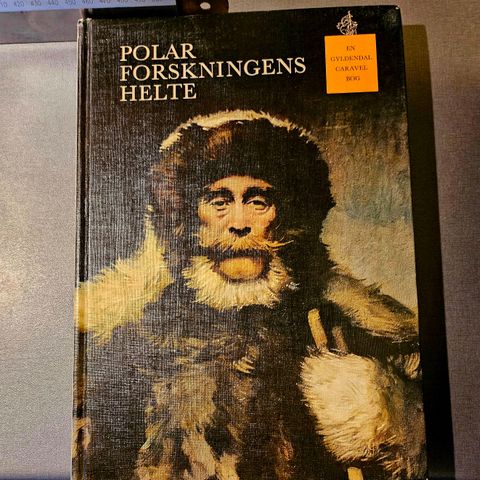 POLAR
FORSKNINGENS
HELTE
EN
GYLDENDAL
CARAVEL
BOG